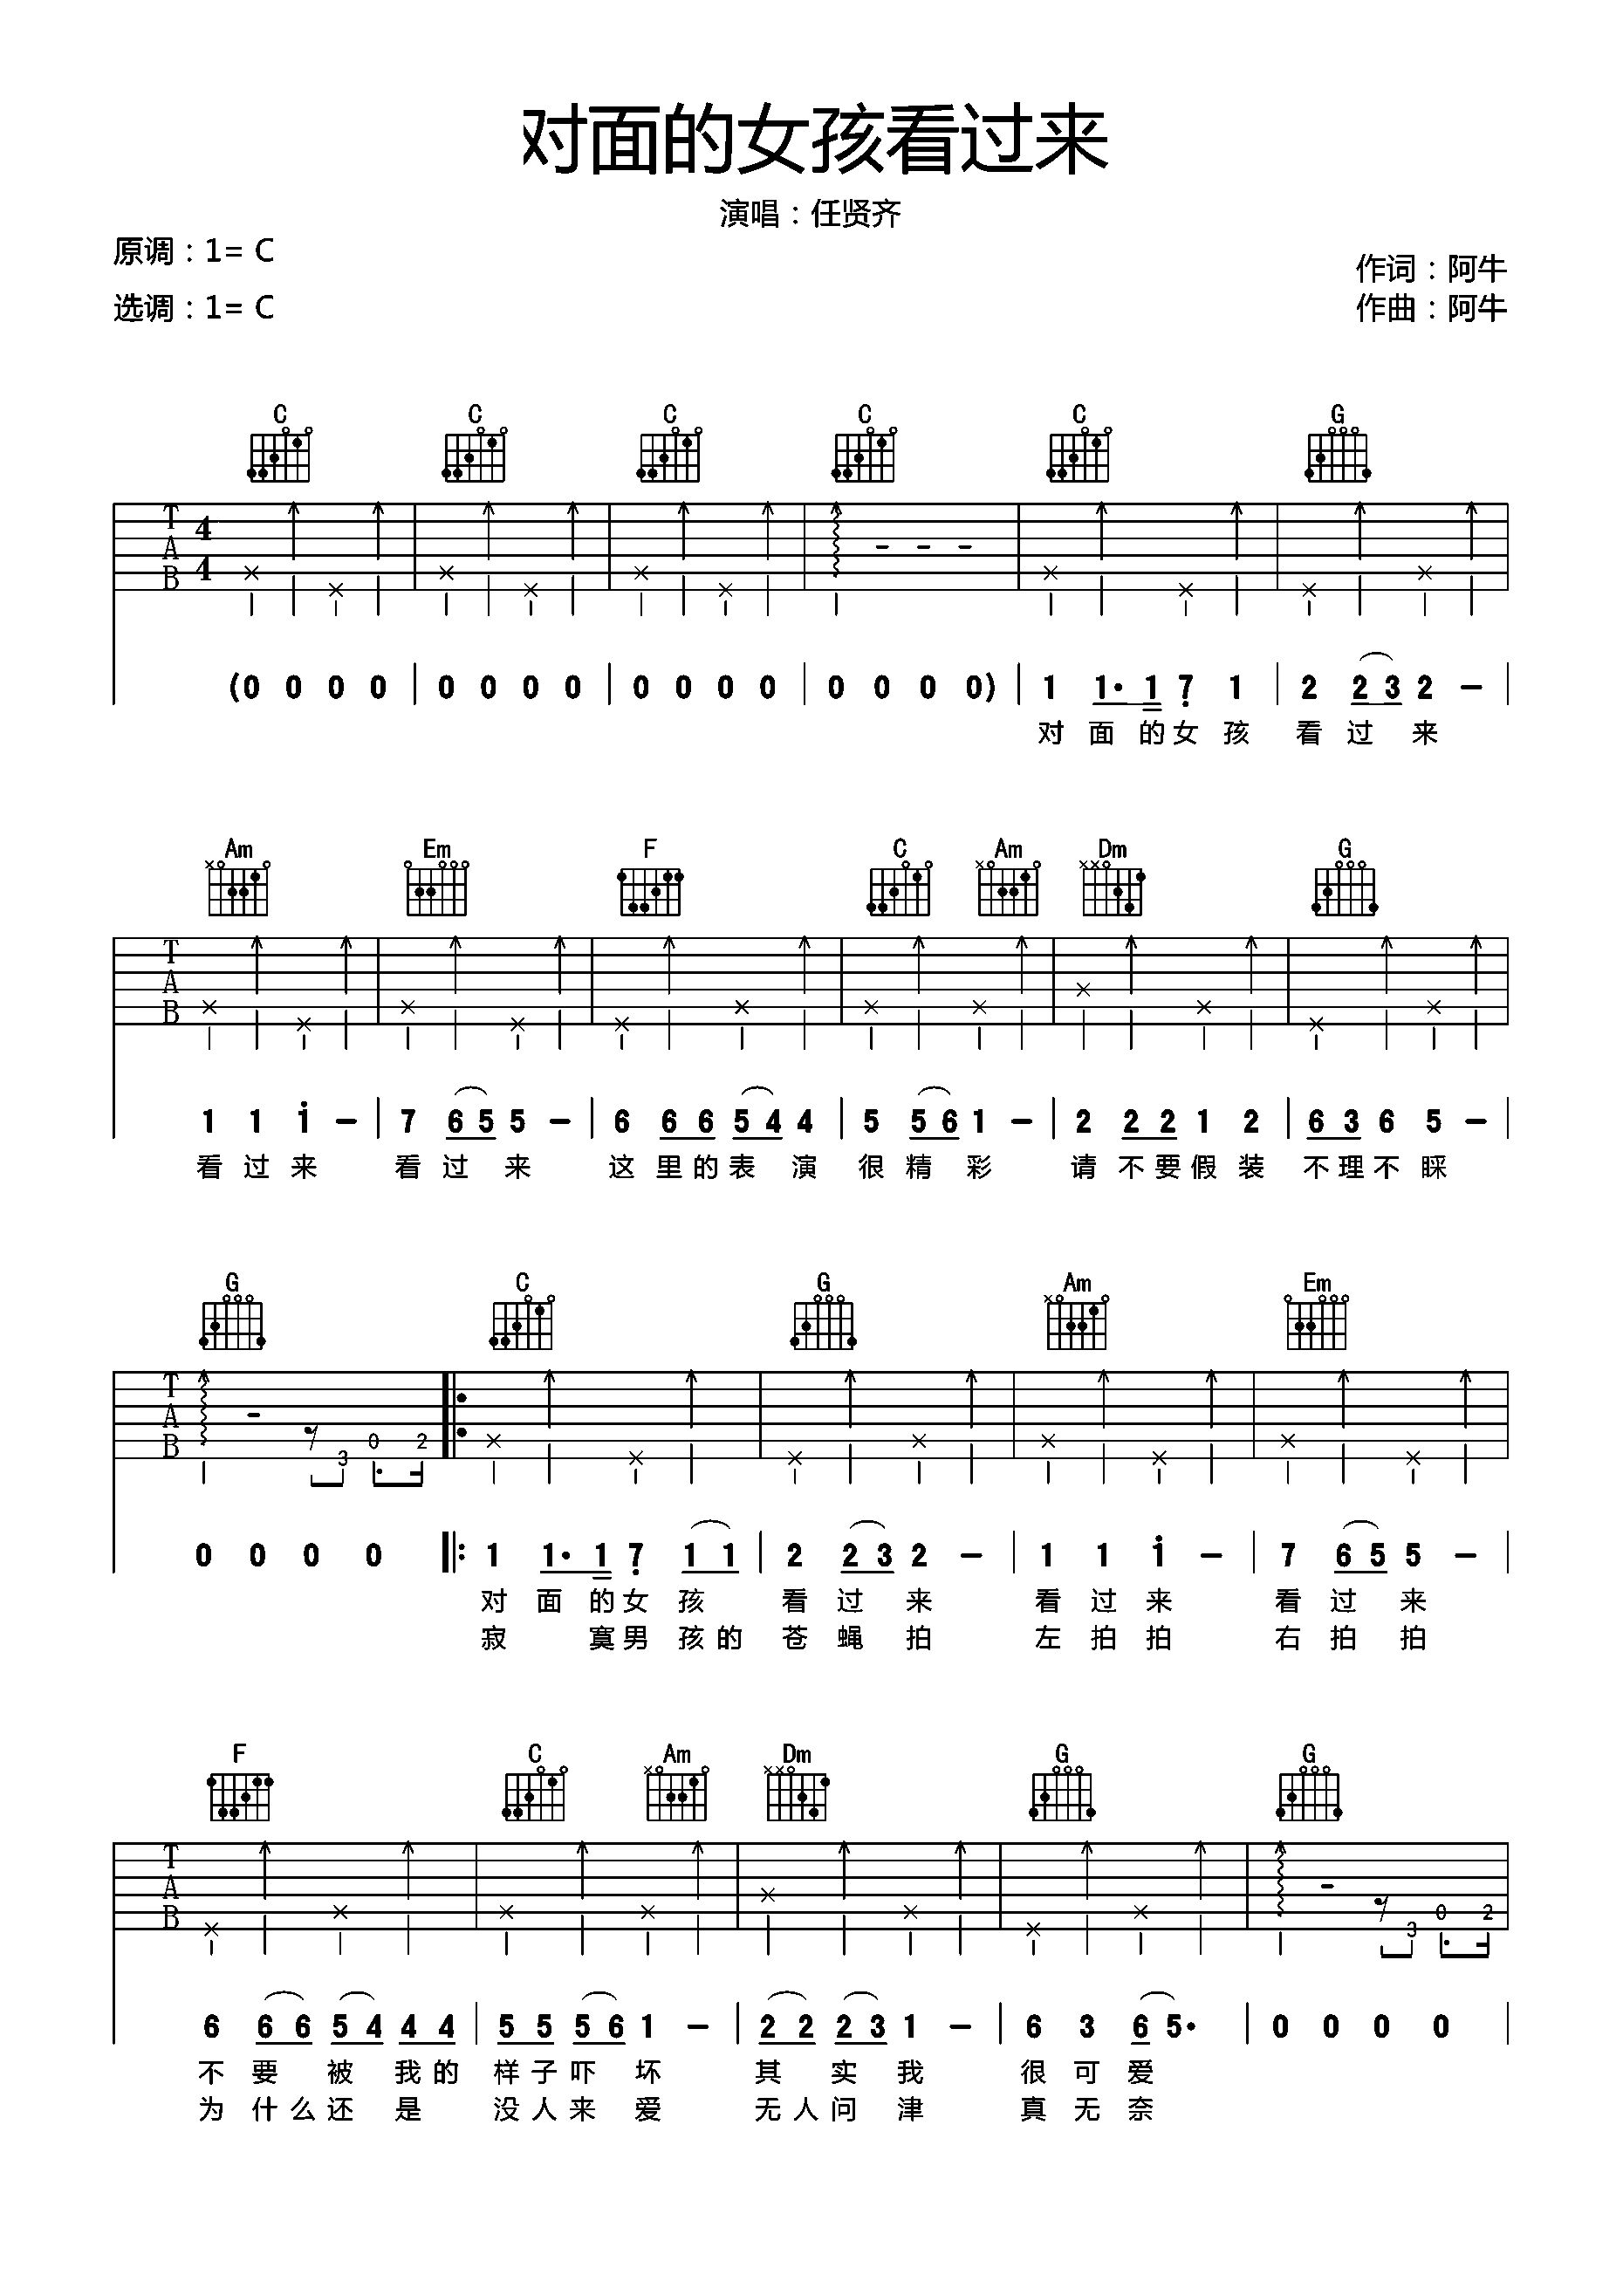 对面的女孩看过来
演唱：任贤齐
原调：1= C
作词：阿牛
选调：1= C
作曲：阿牛
C C C C C G
T A B 4 4
(0 0 0 0 | 0 0 0 0 | 0 0 0 0 | 0 0 0 0) | 1 1· 1 7 1 | 2 2 3 2 – |
对 面 的 女 孩 看 过 来
Am Em F C Am Dm G
T A B
1 1 i – | 7 6 5 5 – | 6 6 6 5 4 4 | 5 5 6 1 – | 2 2 2 1 2 | 6 3 6 5 – |
看 过 来 看 过 来 这 里 的 表 演 很 精 彩 请 不 要 假 装 不 理 不 睬
G C G Am Em
T A B 3 0 2
0 0 0 0 |: 1 1· 1 7 1 1 | 2 2 3 2 – | 1 1 i – | 7 6 5 5 – |
对 面 的 女 孩 看 过 来 看 过 来 看 过 来
寂 寞 男 孩 的 苍 蝇 拍 左 拍 拍 右 拍 拍
F C Am Dm G G
T A B 3 0 2
6 6 6 5 4 4 4 | 5 5 5 6 1 – | 2 2 2 3 1 – | 6 3 6 5· | 0 0 0 0 |
不 要 被 我 的 样 子 吓 坏 其 实 我 很 可 爱
为 什 么 还 是 没 人 来 爱 无 人 问 津 真 无 奈